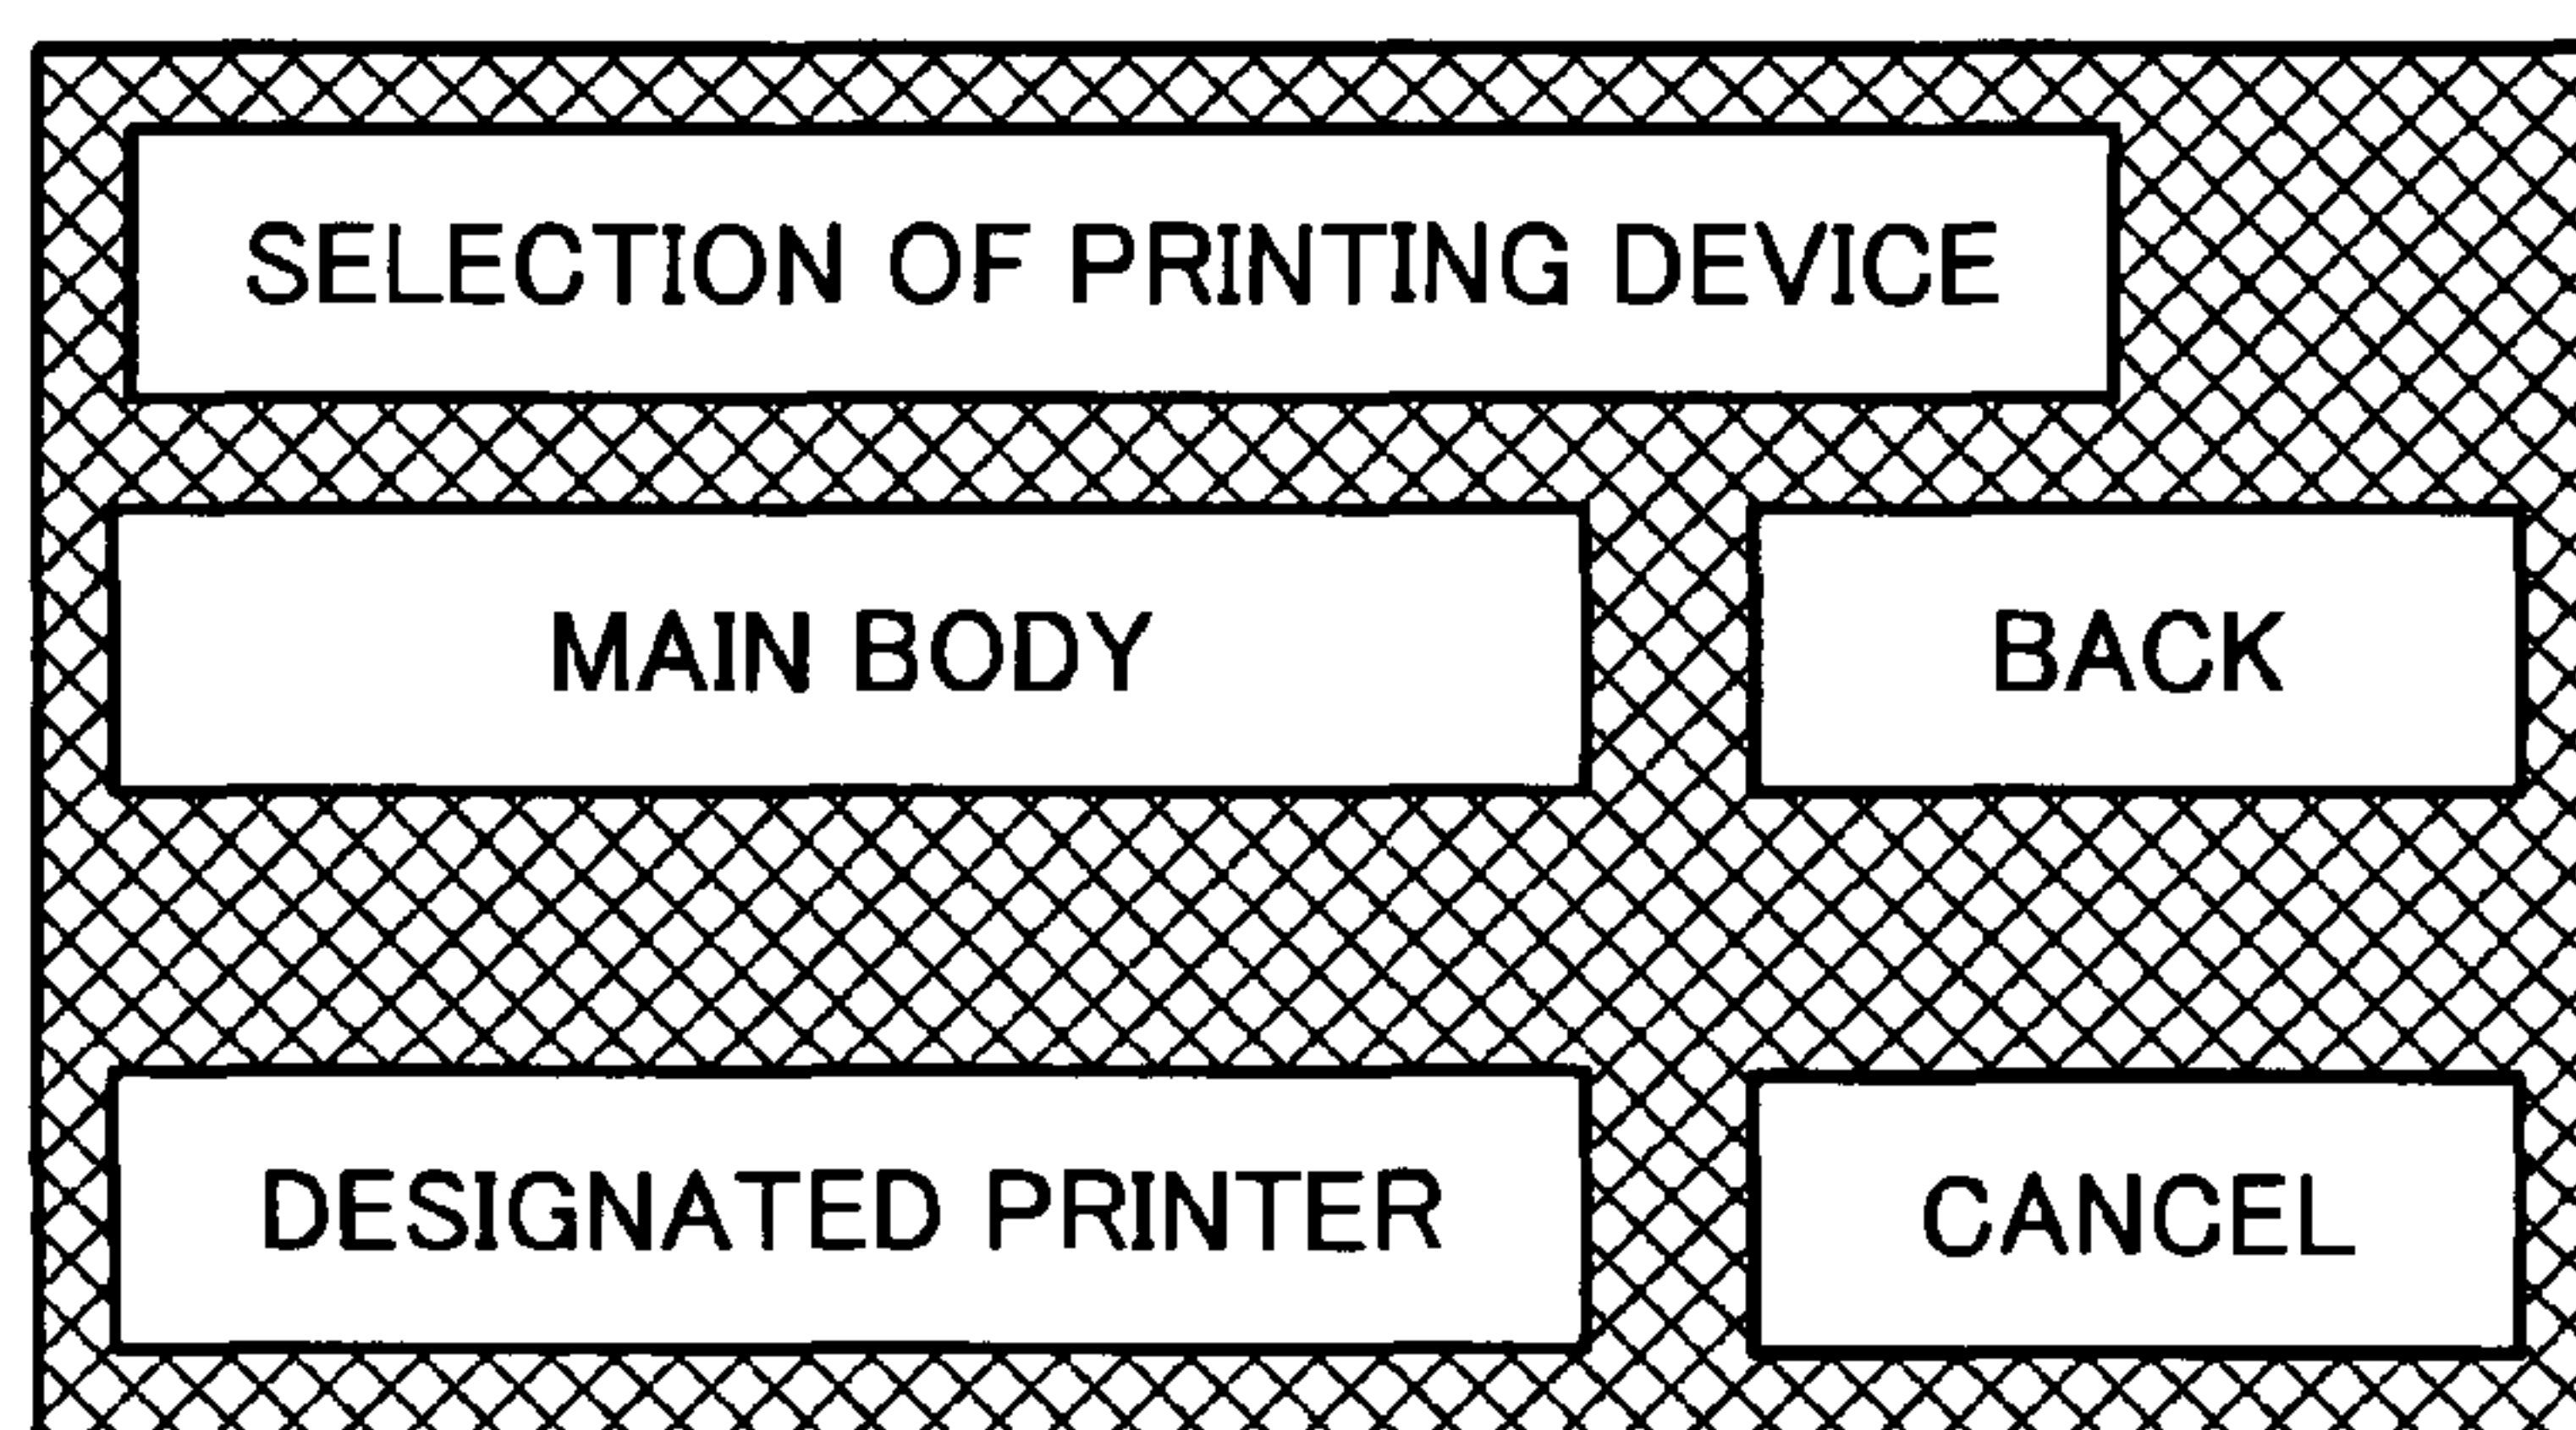 SELECTION OF PRINTING DEVICE
MAIN BODY
BACK
DESIGNATED PRINTER
CANCEL